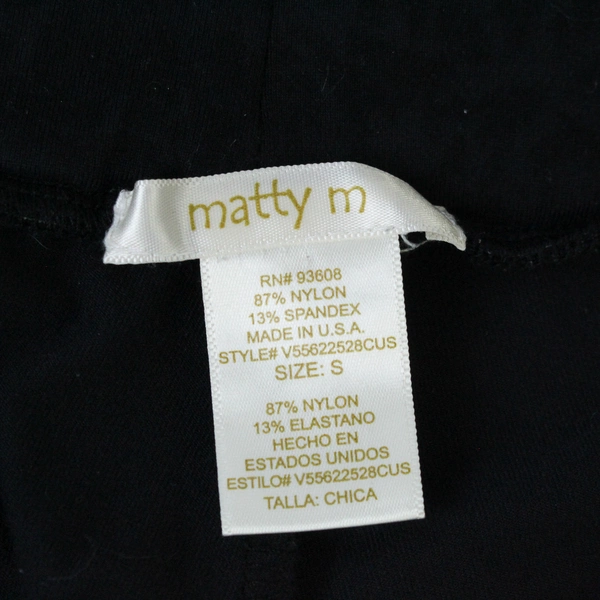 matty m
RN# 93608
87% NYLON
13% SPANDEX
MADE IN U.S.A.
STYLE# V55622528CUS
SIZE: S
87% NYLON
13% ELASTANO
HECHO EN
ESTADOS UNIDOS
ESTILO# V55622528CUS
TALLA: CHICA